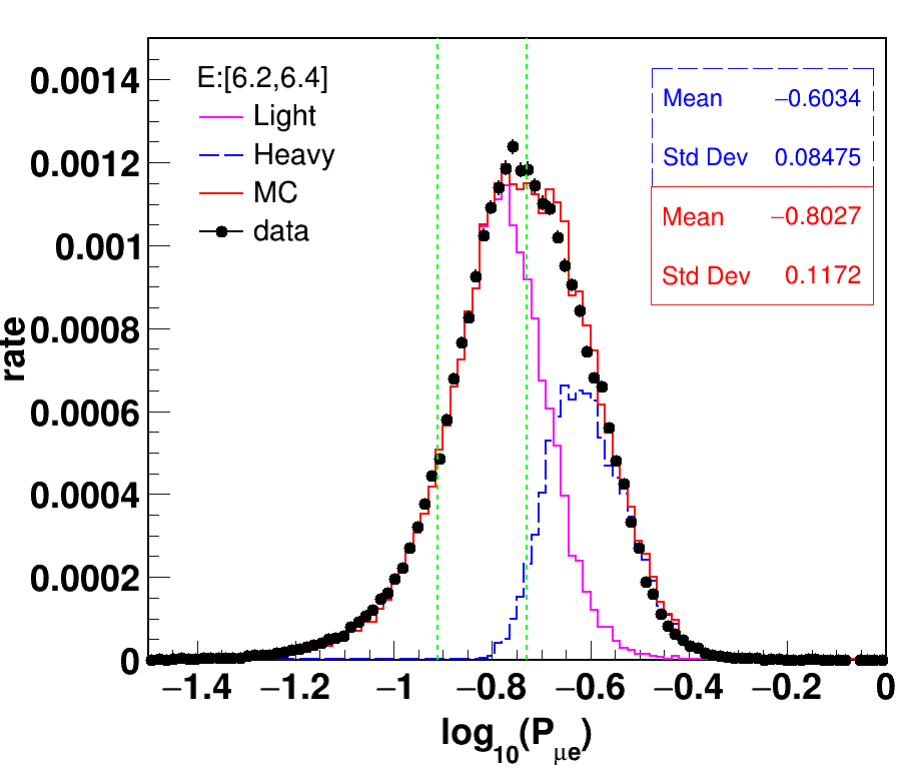 E:[6.2,6.4]
Light
Heavy
MC
data
Mean −0.6034
Std Dev 0.08475
Mean −0.8027
Std Dev 0.1172
rate
0.0014
0.0012
0.001
0.0008
0.0006
0.0004
0.0002
0
−1.4 −1.2 −1 −0.8 −0.6 −0.4 −0.2 0
log10(Pμe)